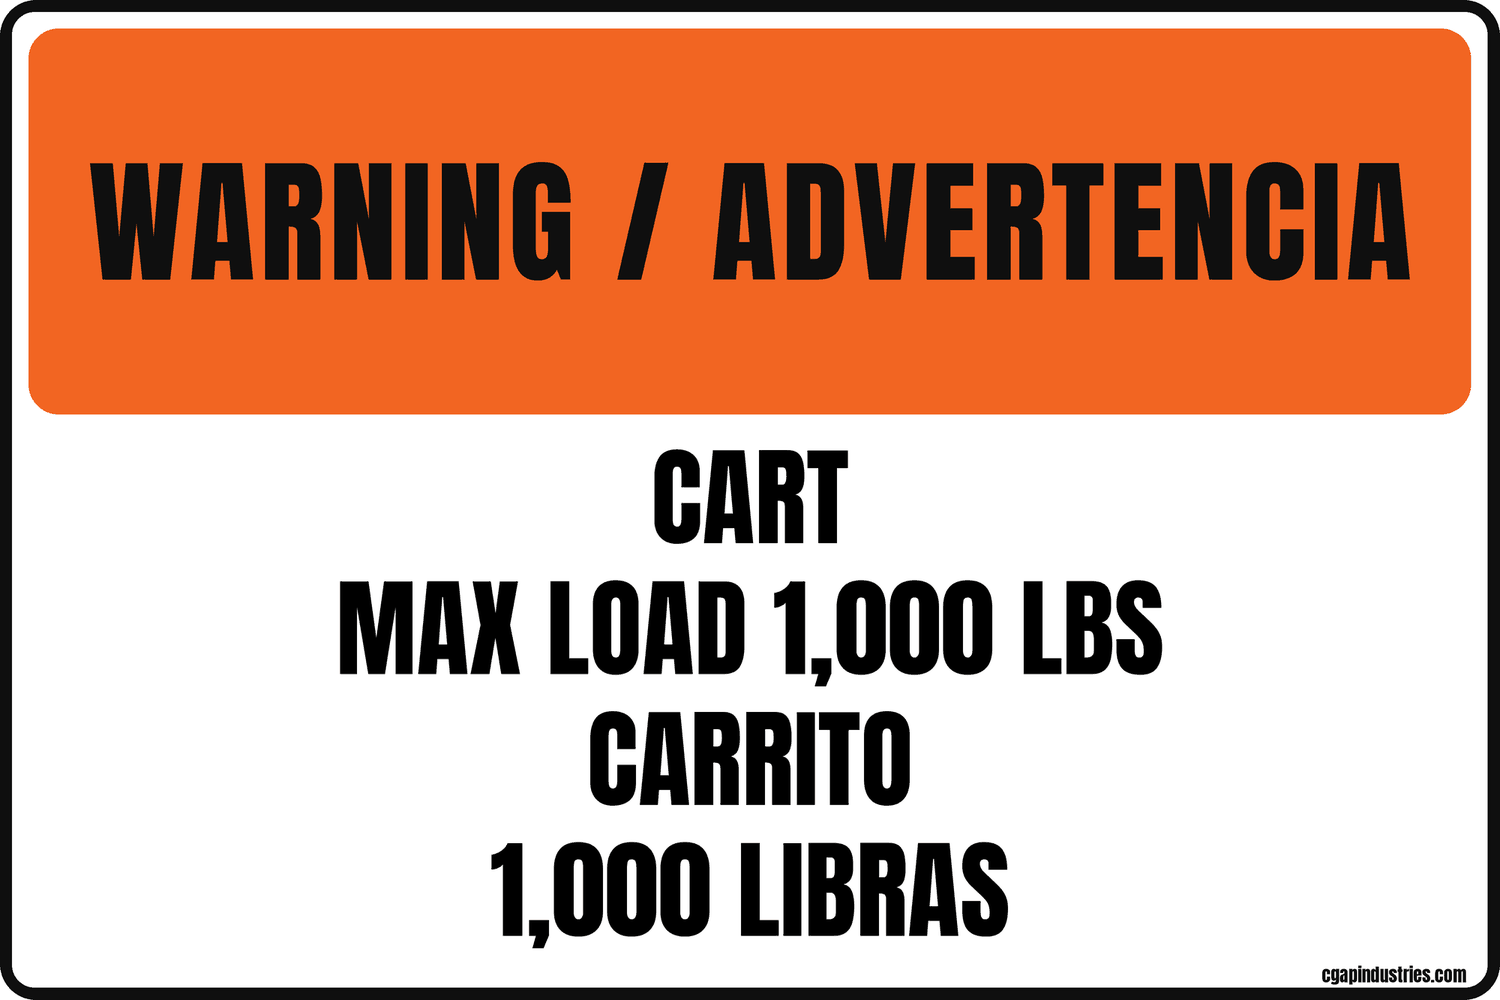 WARNING / ADVERTENCIA
CART
MAX LOAD 1,000 LBS
CARRITO
1,000 LIBRAS
cgapindustries.com